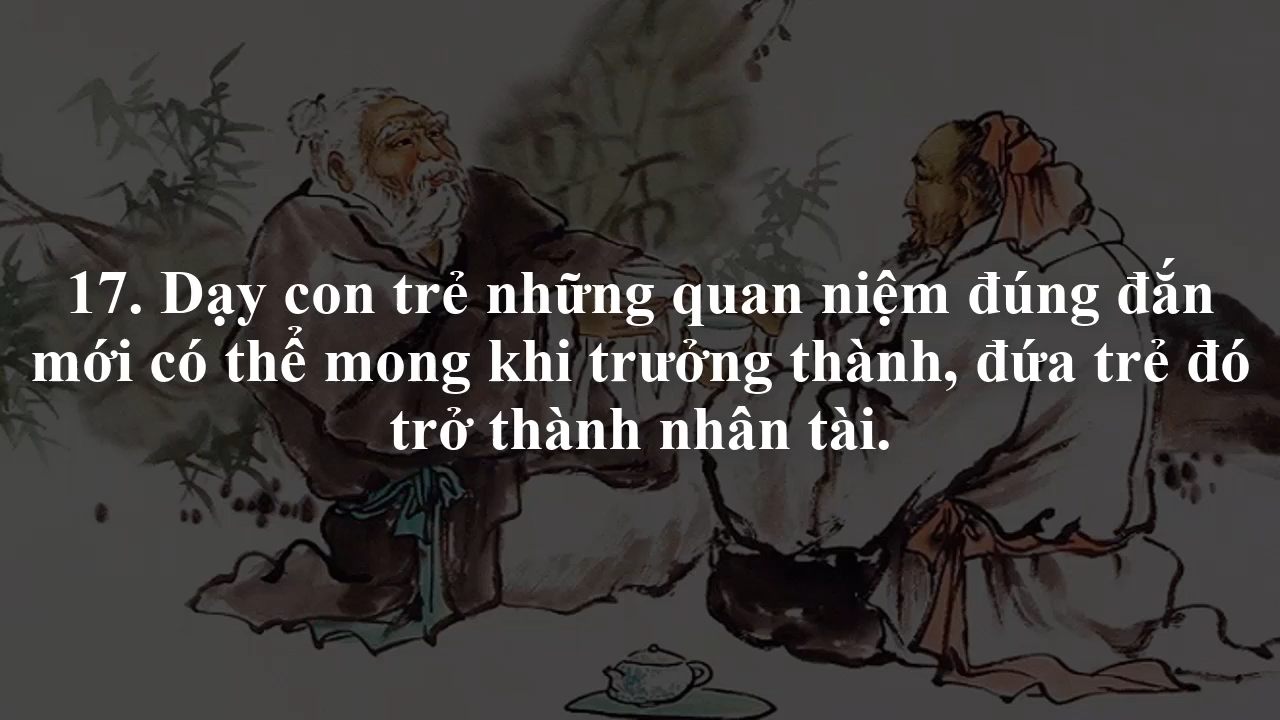 17. Dạy con trẻ những quan niệm đúng đắn
mới có thể mong khi trưởng thành, đứa trẻ đó
trở thành nhân tài.